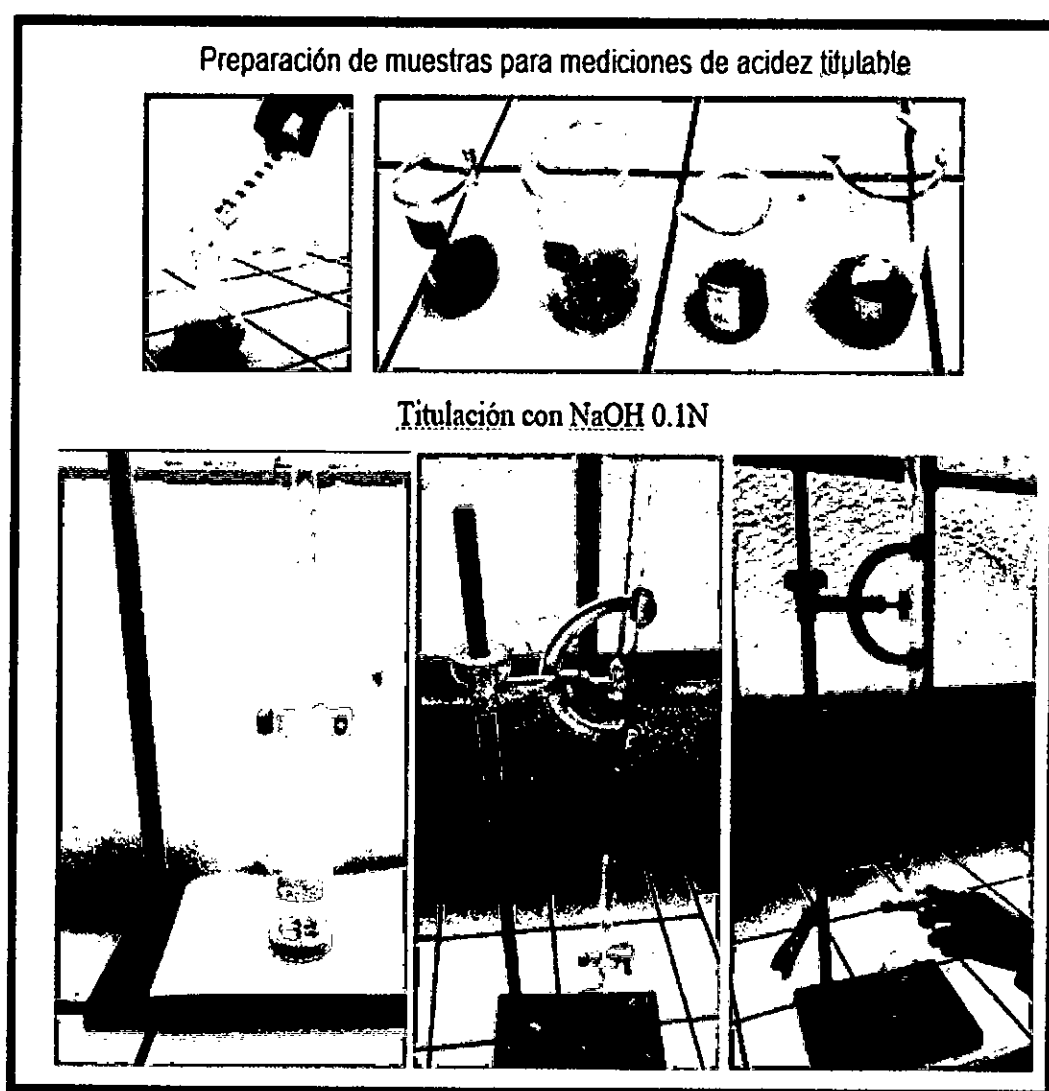 Preparación de muestras para mediciones de acidez titulable
Titulación con NaOH 0.1N